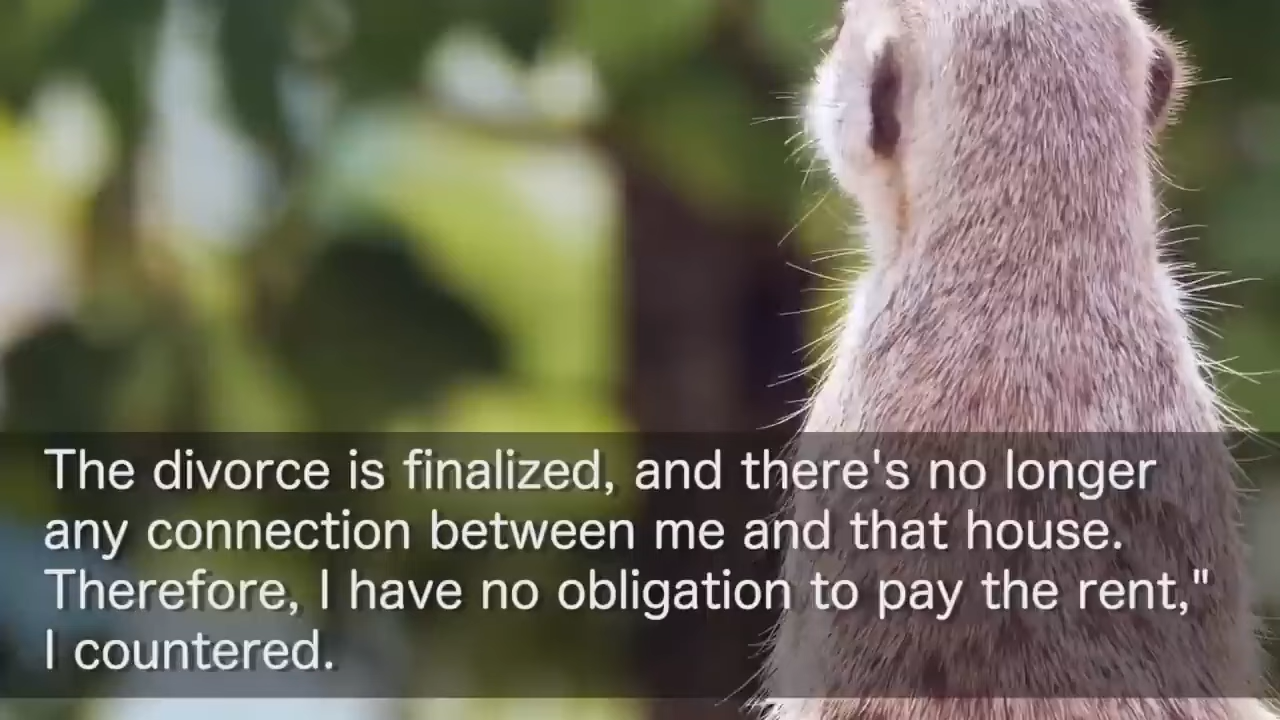 The divorce is finalized, and there's no longer
any connection between me and that house.
Therefore, I have no obligation to pay the rent,"
I countered.